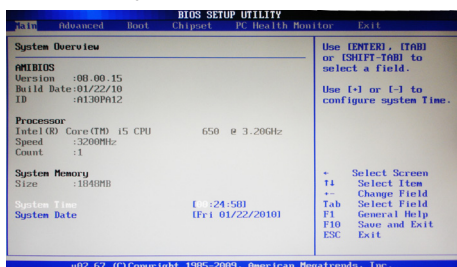 BIOS SETUP UTILITY
Main Advanced Boot Chipset PC Health Monitor Exit
System Overview
AMIBIOS
Version :08.00.15
Build Date:01/22/10
ID :A130PA12
Processor
Intel(R) Core(TM) i5 CPU 650 @ 3.20GHz
Speed :3200MHz
Count :1
System Memory
Size :1848MB
System Time :24:58]
System Date [Fri 01/22/2010]
Use [ENTER], [TAB]
or [SHIFT-TAB] to
select a field.
Use [+] or [-] to
configure system Time.
← Select Screen
↑↓ Select Item
+- Change Field
Tab Select Field
F1 General Help
F10 Save and Exit
ESC Exit
v02.67 (C)Copyright 1985-2009, American Megatrends, Inc.